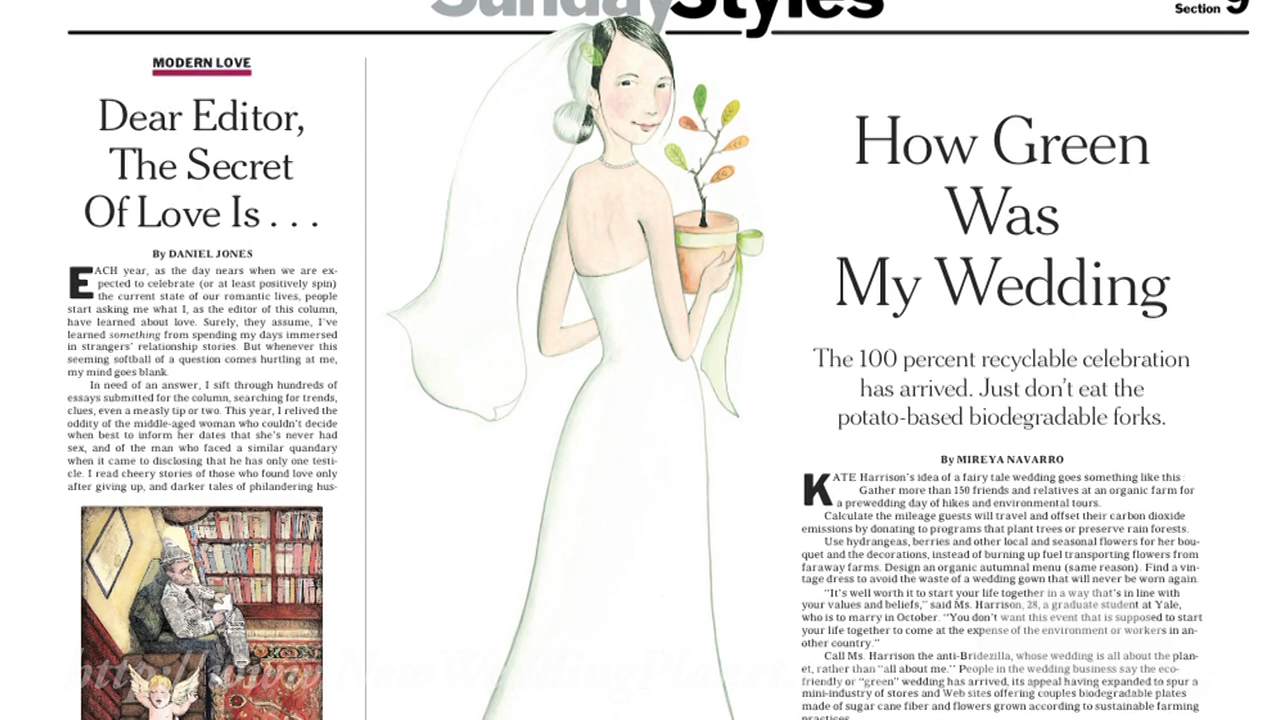 SundayStyles
Section 9
MODERN LOVE
Dear Editor,
The Secret
Of Love Is . . .
By DANIEL JONES
EACH year, as the day nears when we are ex-
pected to celebrate (or at least positively spin)
the current state of our romantic lives, people
start asking me what I, as the editor of this column,
have learned about love. Surely, they assume, I've
learned something from spending my days immersed
in strangers' relationship stories. But whenever this
seeming softball of a question comes hurtling at me,
my mind goes blank.
In need of an answer, I sift through hundreds of
essays submitted for the column, searching for trends,
clues, even a measly tip or two. This year, I relived the
oddity of the middle-aged woman who couldn't decide
when best to inform her dates that she's never had
sex, and of the man who faced a similar quandary
when it came to disclosing that he has only one testi-
cle. I read cheery stories of those who found love only
after giving up, and darker tales of philandering hus-
How Green
Was
My Wedding
The 100 percent recyclable celebration
has arrived. Just don't eat the
potato-based biodegradable forks.
By MIREYA NAVARRO
KATE Harrison's idea of a fairy tale wedding goes something like this:
Gather more than 150 friends and relatives at an organic farm for
a prewedding day of hikes and environmental tours.
Calculate the mileage guests will travel and offset their carbon dioxide
emissions by donating to programs that plant trees or preserve rain forests.
Use hydrangeas, berries and other local and seasonal flowers for her bou-
quet and the decorations, instead of burning up fuel transporting flowers from
faraway farms. Design an organic autumnal menu (same reason). Find a vin-
tage dress to avoid the waste of a wedding gown that will never be worn again.
"It's well worth it to start your life together in a way that's in line with
your values and beliefs," said Ms. Harrison, 28, a graduate student at Yale,
who is to marry in October. "You don't want this event that is supposed to start
your life together to come at the expense of the environment or workers in an-
other country."
Call Ms. Harrison the anti-Bridezilla, whose wedding is all about the plan-
et, rather than "all about me." People in the wedding business say the eco-
friendly or "green" wedding has arrived, its appeal having expanded to spur a
mini-industry of stores and Web sites offering couples biodegradable plates
made of sugar cane fiber and flowers grown according to sustainable farming
practices.